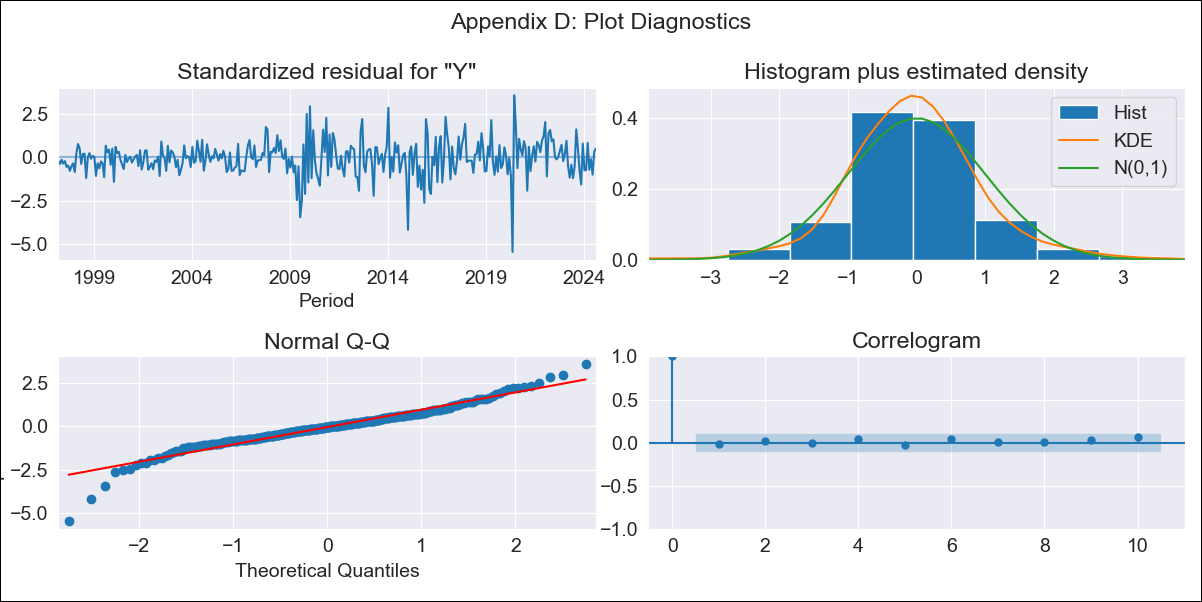 Appendix D: Plot Diagnostics
Standardized residual for "Y"
2.5
0.0
−2.5
−5.0
1999 2004 2009 2014 2019 2024
Period
Histogram plus estimated density
0.4
0.2
0.0
−3 −2 −1 0 1 2 3
Hist
KDE
N(0,1)
Normal Q-Q
2.5
0.0
−2.5
−5.0
−2 −1 0 1 2
Theoretical Quantiles
Correlogram
1.0
0.5
0.0
−0.5
−1.0
0 2 4 6 8 10